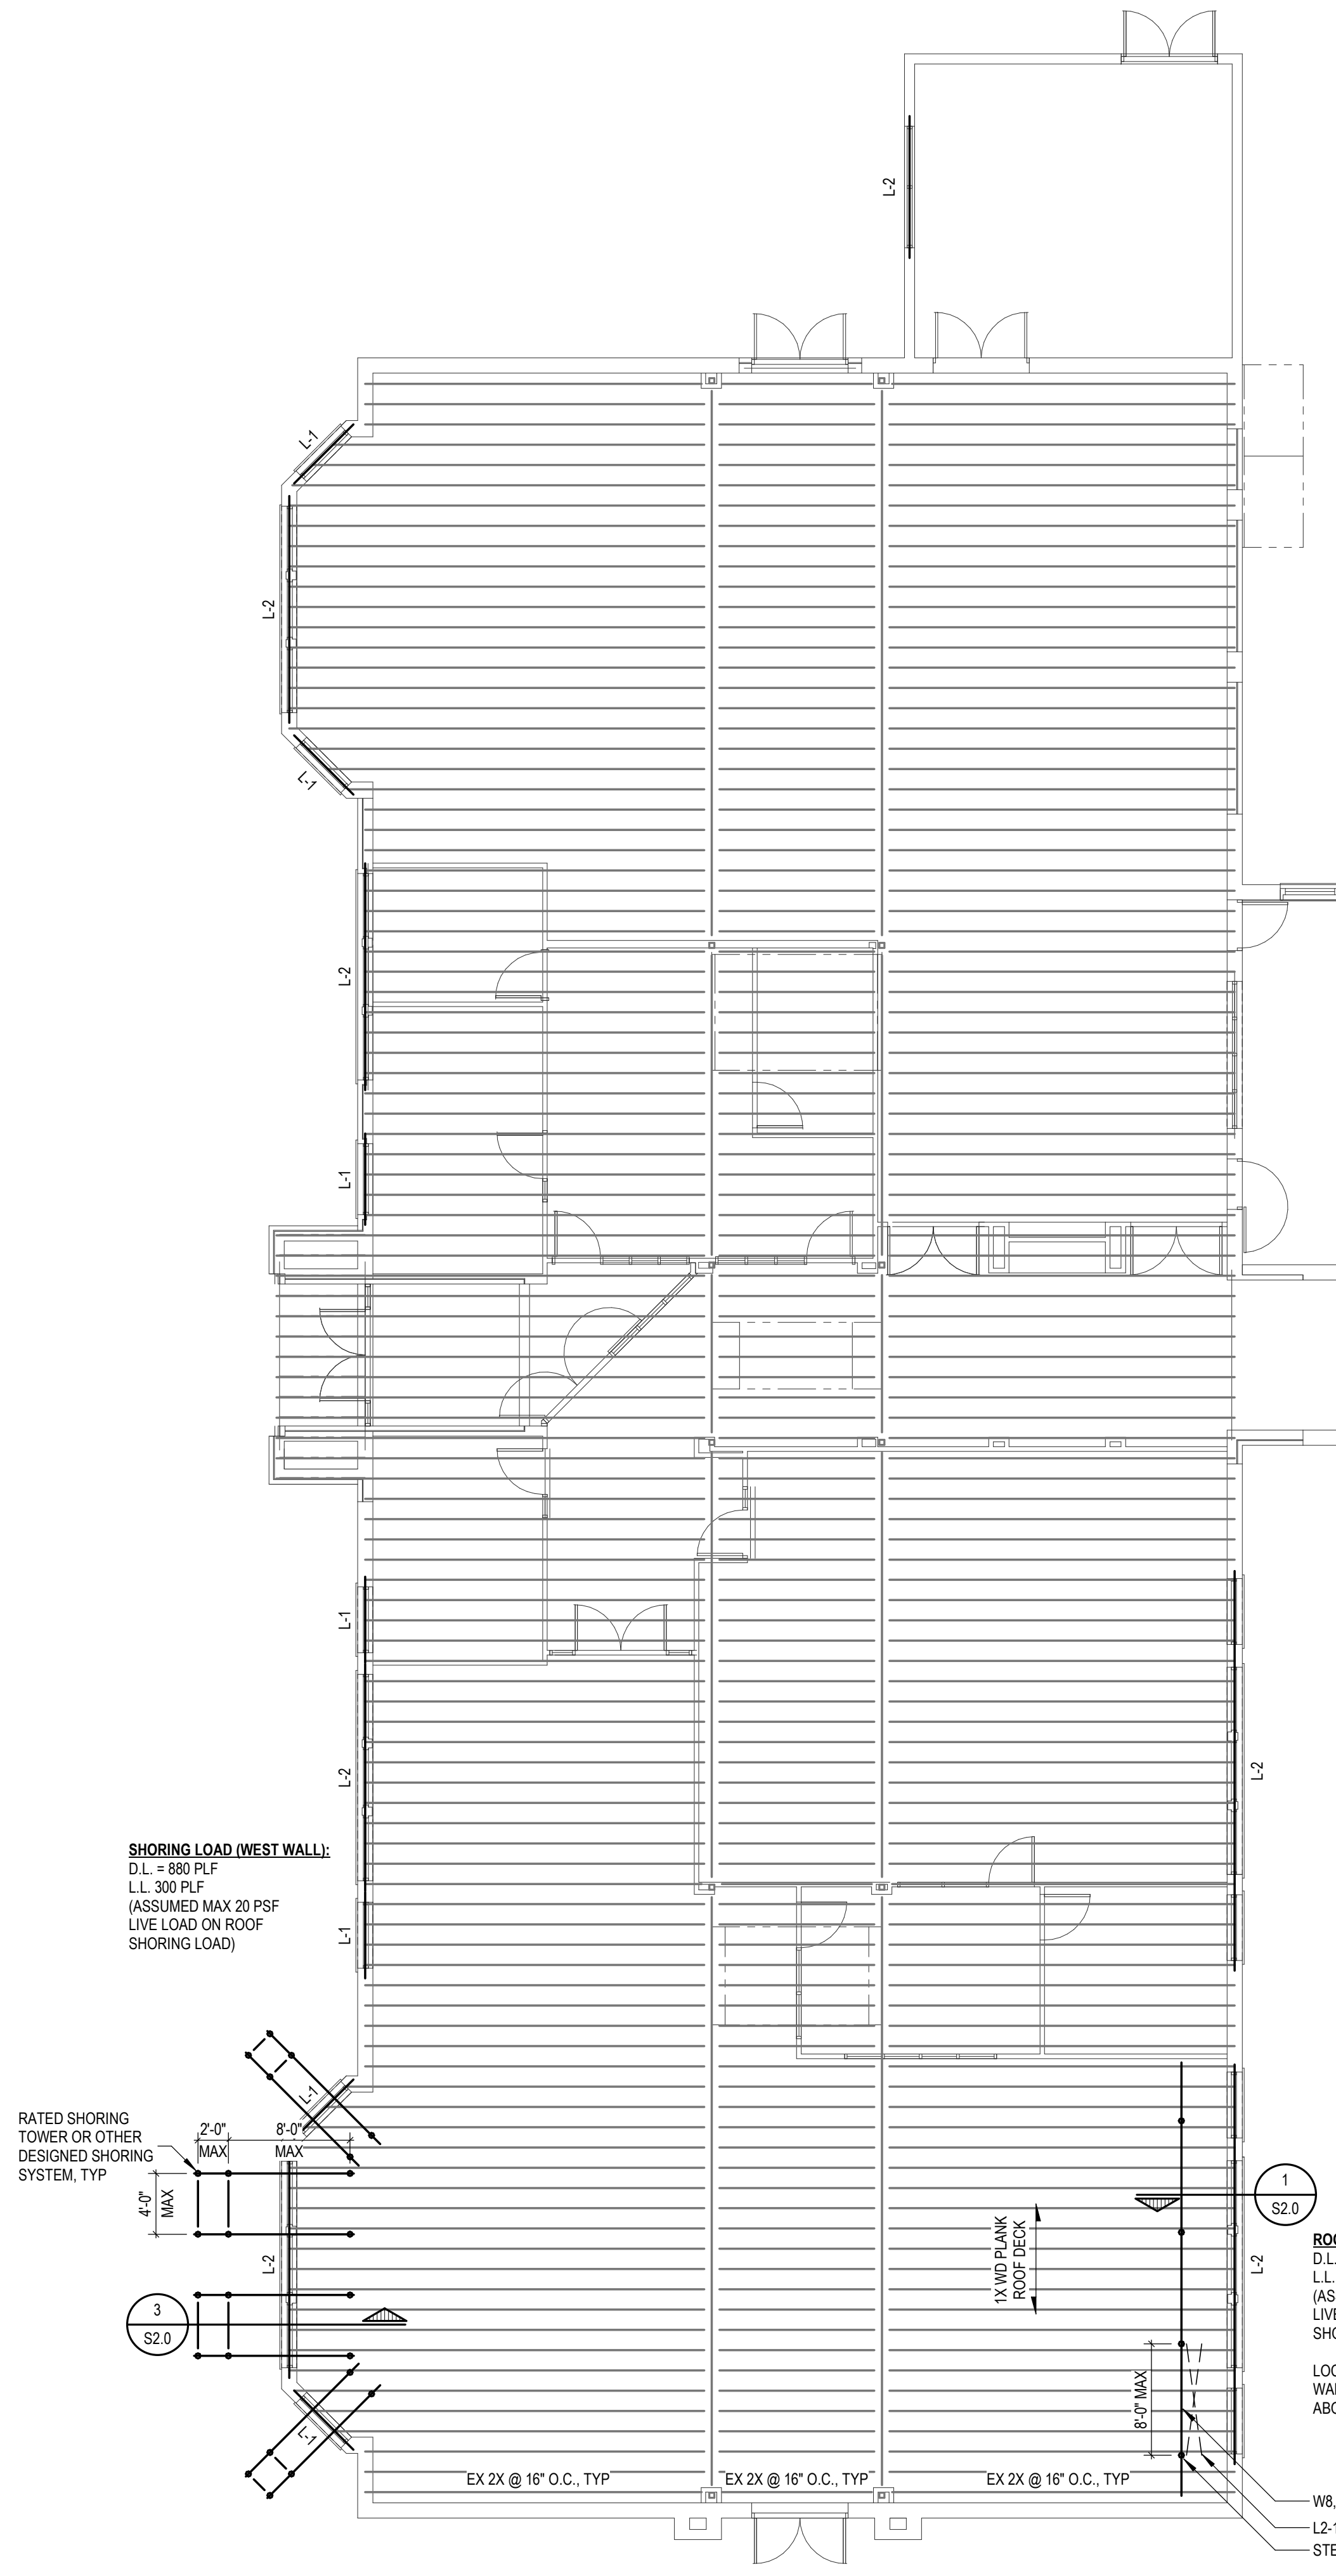 L-2
L-1
L-2
L-1
L-2
L-1
L-1
L-2
L-2
SHORING LOAD (WEST WALL):
D.L. = 880 PLF
L.L. 300 PLF
(ASSUMED MAX 20 PSF
LIVE LOAD ON ROOF
SHORING LOAD)
L-1
L-1
RATED SHORING
TOWER OR OTHER
DESIGNED SHORING
SYSTEM, TYP
2'-0"
MAX
8'-0"
MAX
4'-0"
MAX
L-2
3
S2.0
L-1
1X WD PLANK
ROOF DECK
1
S2.0
L-2
8'-0" MAX
D.L.
L.L.
EX 2X @ 16" O.C., TYP
EX 2X @ 16" O.C., TYP
EX 2X @ 16" O.C., TYP
W8,